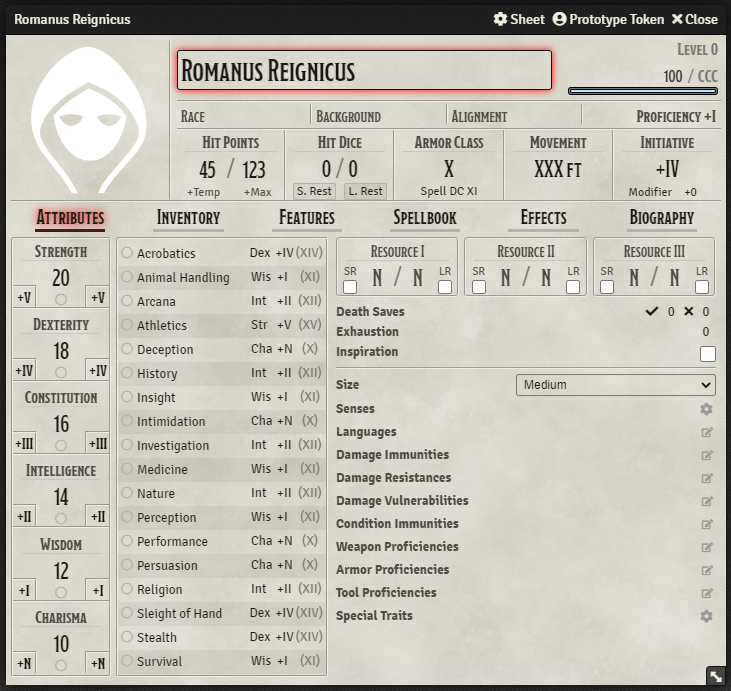 Romanus Reignicus Sheet Prototype Token Close
Romanus Reignicus
Level 0
100 / CCC
Race Background Alignment Proficiency +I
Hit Points Hit Dice Armor Class Movement Initiative
45 / 123 0 / 0 X XXX ft +IV
+Temp +Max S. Rest L. Rest Spell DC XI Modifier +0
Attributes Inventory Features Spellbook Effects Biography
Strength
20
+V +V
Dexterity
18
+IV +IV
Constitution
16
+III +III
Intelligence
14
+II +II
Wisdom
12
+I +I
Charisma
10
+N +N
Acrobatics Dex +IV (XIV)
Animal Handling Wis +I (XI)
Arcana Int +II (XII)
Athletics Str +V (XV)
Deception Cha +N (X)
History Int +II (XII)
Insight Wis +I (XI)
Intimidation Cha +N (X)
Investigation Int +II (XII)
Medicine Wis +I (XI)
Nature Int +II (XII)
Perception Wis +I (XI)
Performance Cha +N (X)
Persuasion Cha +N (X)
Religion Int +II (XII)
Sleight of Hand Dex +IV (XIV)
Stealth Dex +IV (XIV)
Survival Wis +I (XI)
Resource I Resource II Resource III
SR N / N LR SR N / N LR SR N / N LR
Death Saves 0 0
Exhaustion 0
Inspiration
Size Medium
Senses
Languages
Damage Immunities
Damage Resistances
Damage Vulnerabilities
Condition Immunities
Weapon Proficiencies
Armor Proficiencies
Tool Proficiencies
Special Traits